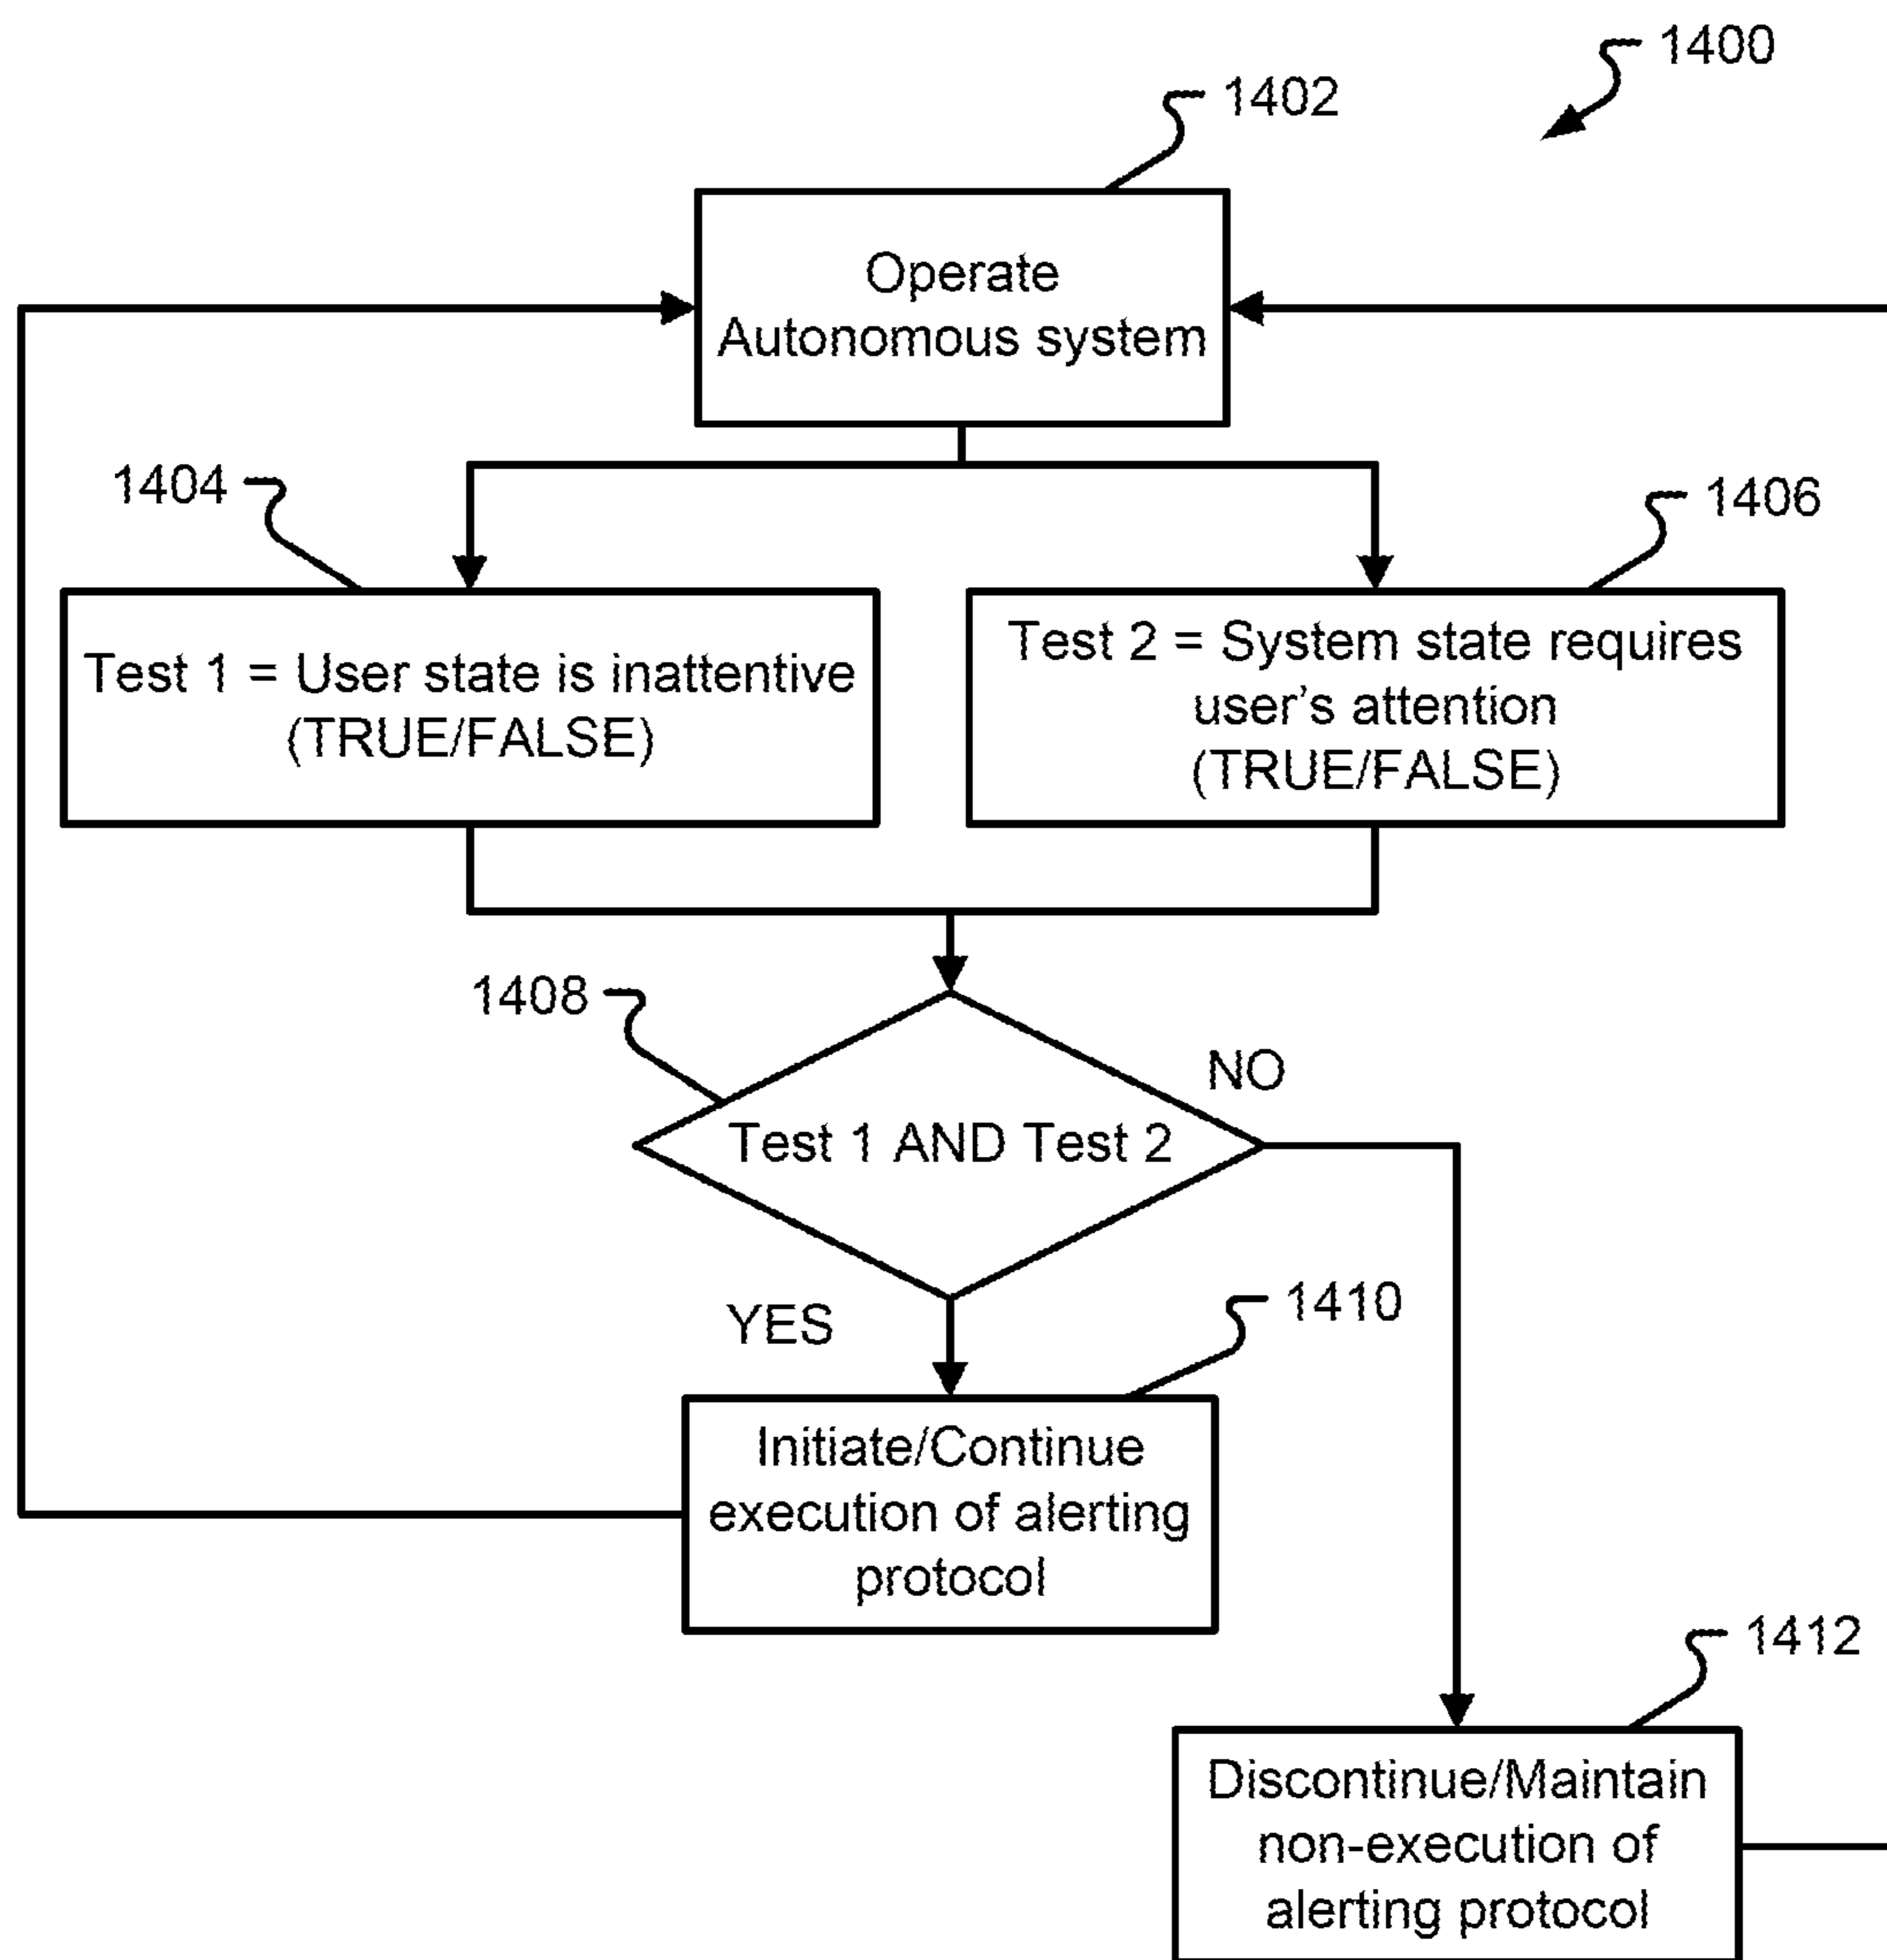 1400
1402
Operate
Autonomous system
1404
1406
Test 1 = User state is inattentive
(TRUE/FALSE)
Test 2 = System state requires
user's attention
(TRUE/FALSE)
1408
NO
Test 1 AND Test 2
YES
1410
Initiate/Continue
execution of alerting
protocol
1412
Discontinue/Maintain
non-execution of
alerting protocol